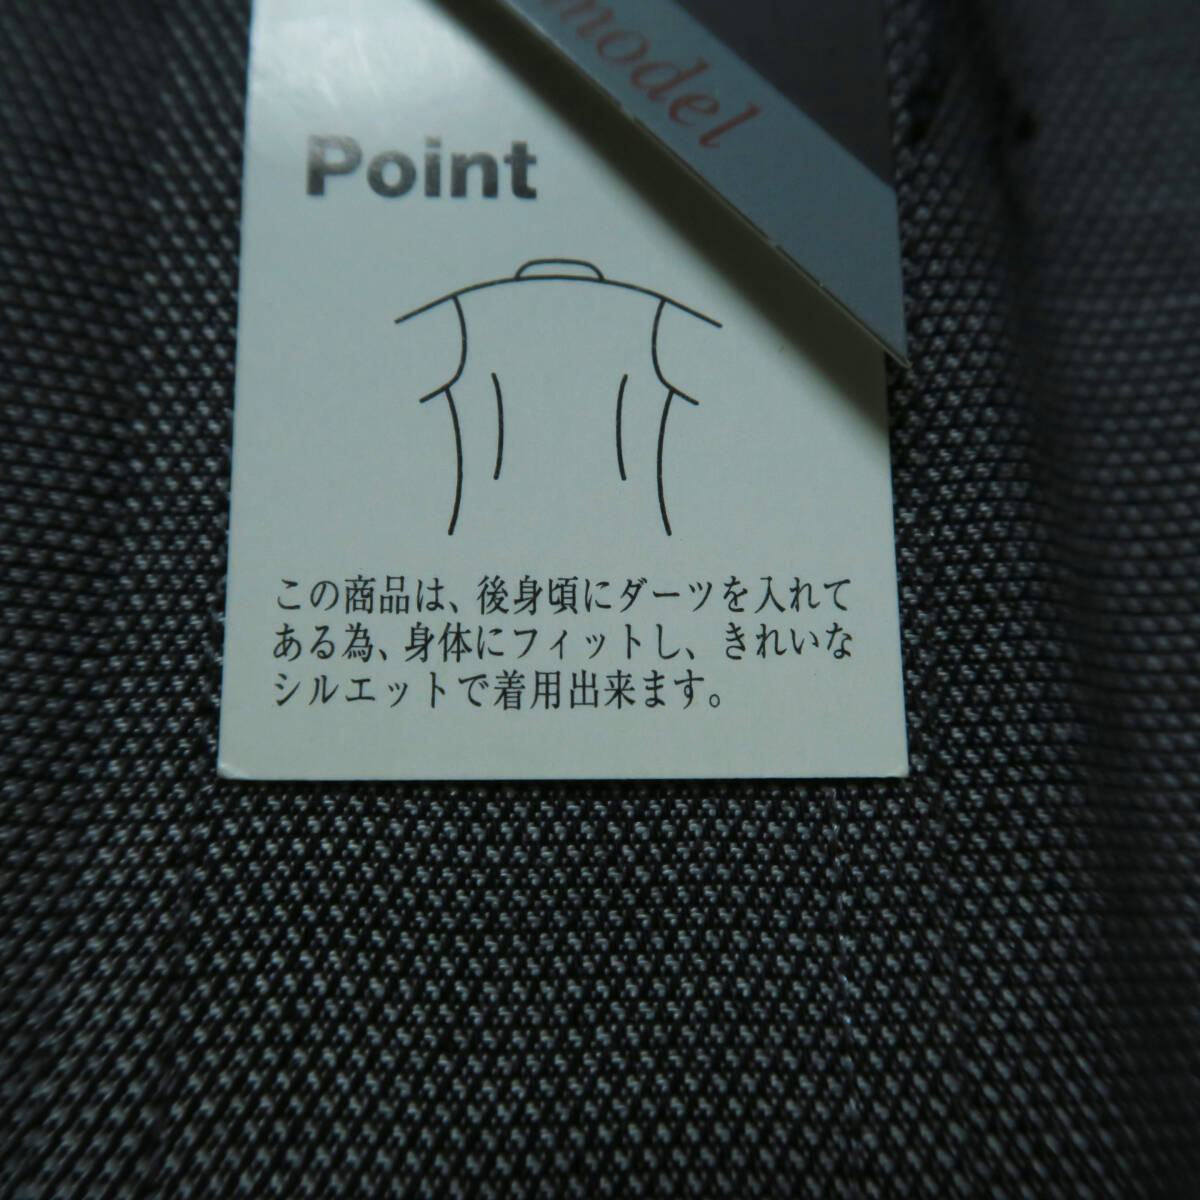 model
Point
この商品は、後身頃にダーツを入れて
ある為、身体にフィットし、きれいな
シルエットで着用出来ます。